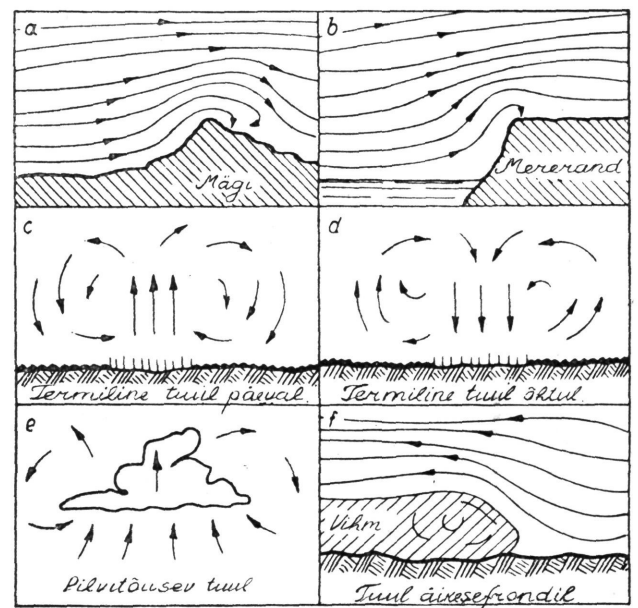 a
b
Mägi
Mererand
c
d
Termiline tuul päeval
Termiline tuul õhtul
e
f
Vihm
Pilvitõusev tuul
Tuul äikesefrondil